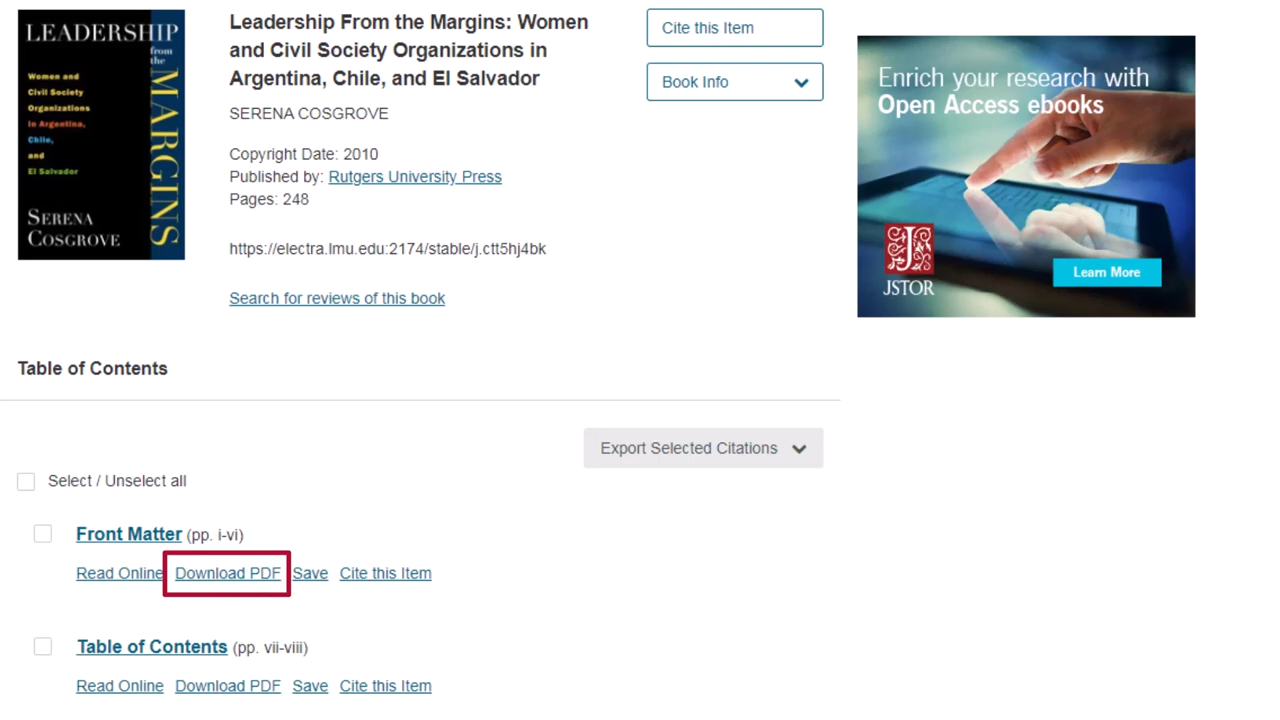 LEADERSHIP
from
the
MARGINS
Women and
Civil Society
Organizations
in Argentina,
Chile,
and
El Salvador
SERENA
COSGROVE
Leadership From the Margins: Women
and Civil Society Organizations in
Argentina, Chile, and El Salvador
SERENA COSGROVE
Copyright Date: 2010
Published by: Rutgers University Press
Pages: 248
https://electra.lmu.edu:2174/stable/j.ctt5hj4bk
Search for reviews of this book
Cite this Item
Book Info
Enrich your research with
Open Access ebooks
J
JSTOR
Learn More
Table of Contents
Export Selected Citations
Select / Unselect all
Front Matter (pp. i-vi)
Read Online Download PDF Save Cite this Item
Table of Contents (pp. vii-viii)
Read Online Download PDF Save Cite this Item